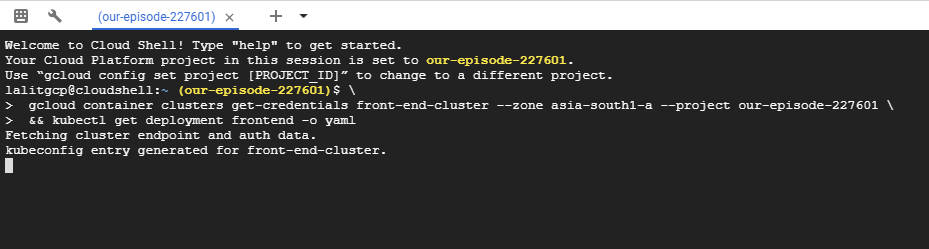 (our-episode-227601)
Welcome to Cloud Shell! Type "help" to get started.
Your Cloud Platform project in this session is set to our-episode-227601.
Use “gcloud config set project [PROJECT_ID]” to change to a different project.
lalitgcp@cloudshell:~ (our-episode-227601)$ \
>  gcloud container clusters get-credentials front-end-cluster --zone asia-south1-a --project our-episode-227601 \
>  && kubectl get deployment frontend -o yaml
Fetching cluster endpoint and auth data.
kubeconfig entry generated for front-end-cluster.